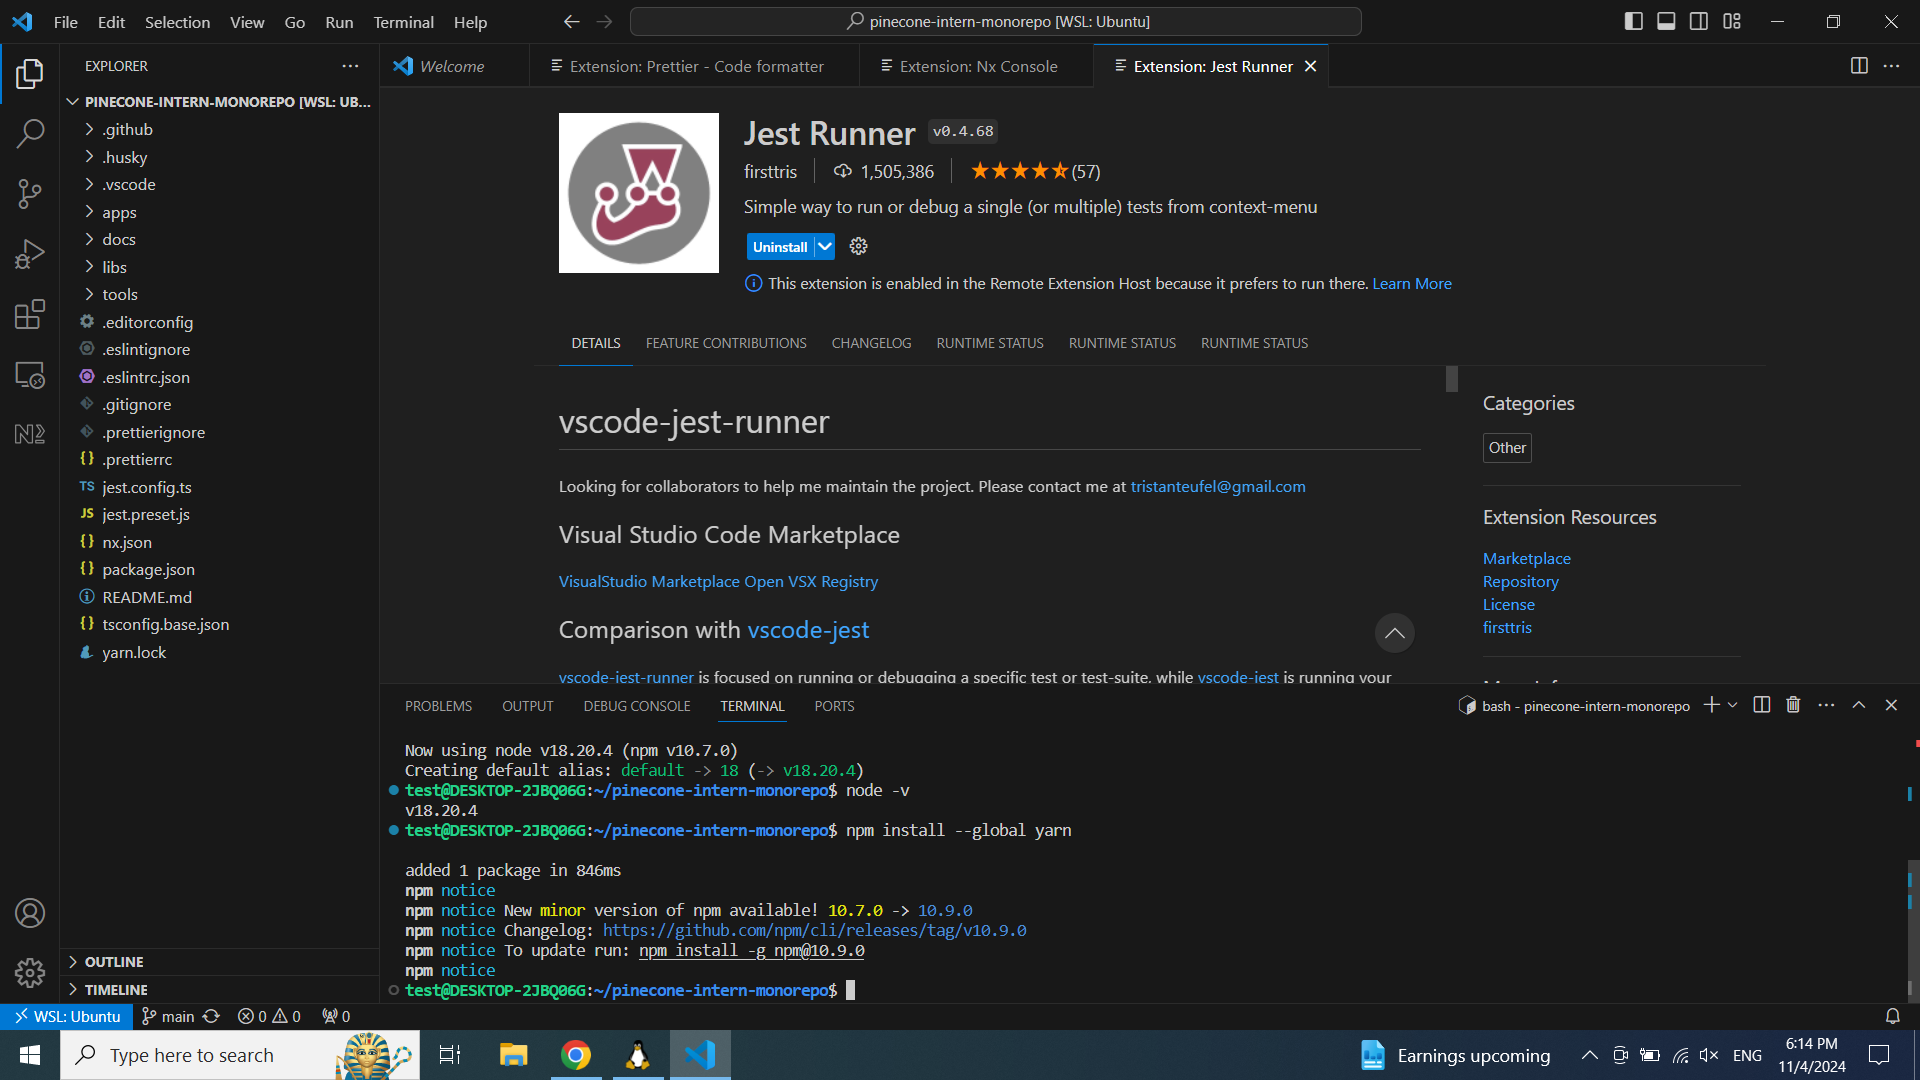 File Edit Selection View Go Run Terminal Help
pinecone-intern-monorepo [WSL: Ubuntu]
EXPLORER
Welcome
Extension: Prettier - Code formatter
Extension: Nx Console
Extension: Jest Runner
PINECONE-INTERN-MONOREPO [WSL: UB...
.github
.husky
.vscode
apps
docs
libs
tools
.editorconfig
.eslintignore
.eslintrc.json
.gitignore
.prettierignore
.prettierrc
TS jest.config.ts
JS jest.preset.js
nx.json
package.json
README.md
tsconfig.base.json
yarn.lock
OUTLINE
TIMELINE
Jest Runner v0.4.68
firsttris 1,505,386 (57)
Simple way to run or debug a single (or multiple) tests from context-menu
Uninstall
This extension is enabled in the Remote Extension Host because it prefers to run there. Learn More
DETAILS FEATURE CONTRIBUTIONS CHANGELOG RUNTIME STATUS RUNTIME STATUS RUNTIME STATUS
vscode-jest-runner
Looking for collaborators to help me maintain the project. Please contact me at tristanteufel@gmail.com
Visual Studio Code Marketplace
VisualStudio Marketplace Open VSX Registry
Comparison with vscode-jest
vscode-jest-runner is focused on running or debugging a specific test or test-suite, while vscode-jest is running your
Categories
Other
Extension Resources
Marketplace
Repository
License
firsttris
PROBLEMS OUTPUT DEBUG CONSOLE TERMINAL PORTS
bash - pinecone-intern-monorepo
Now using node v18.20.4 (npm v10.7.0)
Creating default alias: default -> 18 (-> v18.20.4)
test@DESKTOP-2JBQ06G:~/pinecone-intern-monorepo$ node -v
v18.20.4
test@DESKTOP-2JBQ06G:~/pinecone-intern-monorepo$ npm install --global yarn
added 1 package in 846ms
npm notice
npm notice New minor version of npm available! 10.7.0 -> 10.9.0
npm notice Changelog: https://github.com/npm/cli/releases/tag/v10.9.0
npm notice To update run: npm install -g npm@10.9.0
npm notice
test@DESKTOP-2JBQ06G:~/pinecone-intern-monorepo$
WSL: Ubuntu main 0 0 0
Type here to search
Earnings upcoming
ENG
6:14 PM
11/4/2024